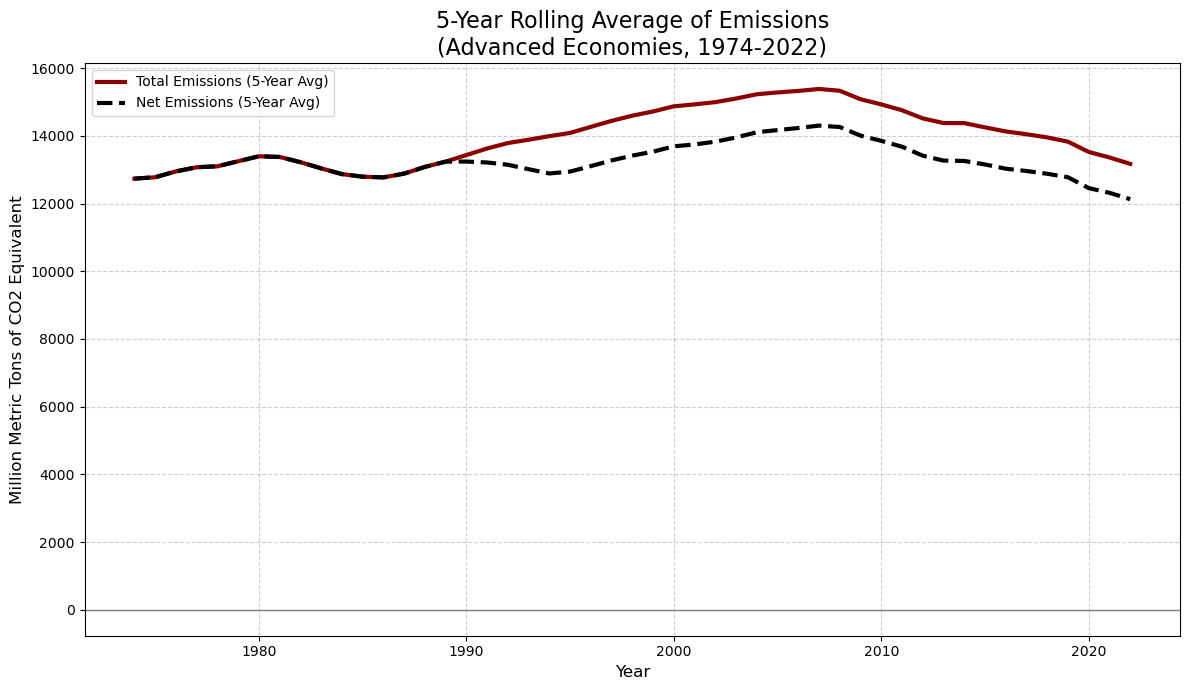 5-Year Rolling Average of Emissions
(Advanced Economies, 1974-2022)
Total Emissions (5-Year Avg)
Net Emissions (5-Year Avg)
Million Metric Tons of CO2 Equivalent
16000
14000
12000
10000
8000
6000
4000
2000
0
1980
1990
2000
2010
2020
Year